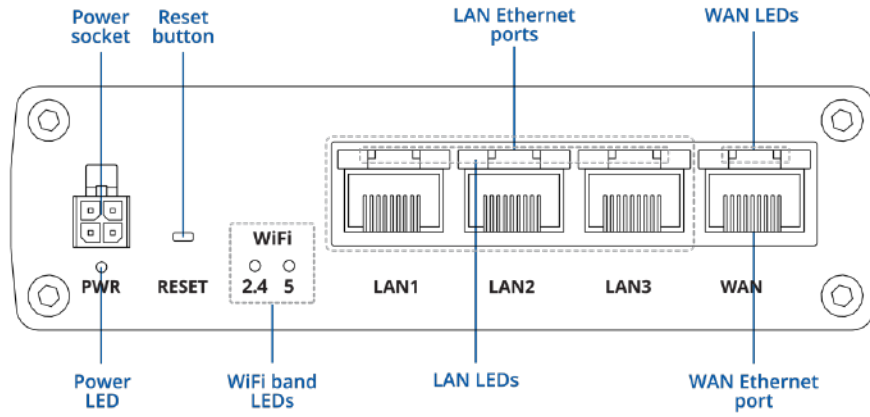 Power
socket
Reset
button
LAN Ethernet
ports
WAN LEDs
WiFi
2.4 5
PWR
RESET
LAN1
LAN2
LAN3
WAN
Power
LED
WiFi band
LEDs
LAN LEDs
WAN Ethernet
port